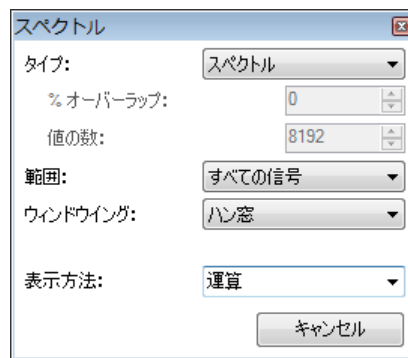 スペクトル
タイプ: スペクトル
% オーバーラップ: 0
値の数: 8192
範囲: すべての信号
ウィンドウイング: ハン窓
表示方法: 運算
キャンセル